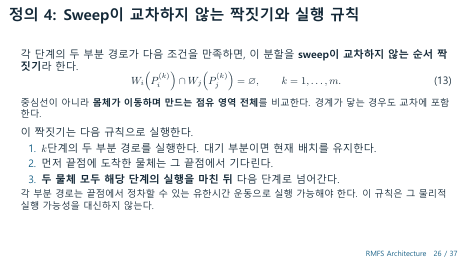 정의 4: Sweep이 교차하지 않는 짝짓기와 실행 규칙
각 단계의 두 부분 경로가 다음 조건을 만족하면, 이 분할을 sweep이 교차하지 않는 순서 짝
짓기라 한다.
W_i(P_i^{(k)}) ∩ W_j(P_j^{(k)}) = ∅, k = 1, . . . , m. (13)
중심선이 아니라 몸체가 이동하며 만드는 점유 영역 전체를 비교한다. 경계가 닿는 경우도 교차에 포함
한다.
이 짝짓기는 다음 규칙으로 실행한다.
1. k단계의 두 부분 경로를 실행한다. 대기 부분이면 현재 배치를 유지한다.
2. 먼저 끝점에 도착한 물체는 그 끝점에서 기다린다.
3. 두 물체 모두 해당 단계의 실행을 마친 뒤 다음 단계로 넘어간다.
각 부분 경로는 끝점에서 정차할 수 있는 유한시간 운동으로 실행 가능해야 한다. 이 규칙은 그 물리적
실행 가능성을 대신하지 않는다.
RMFS Architecture 26 / 37